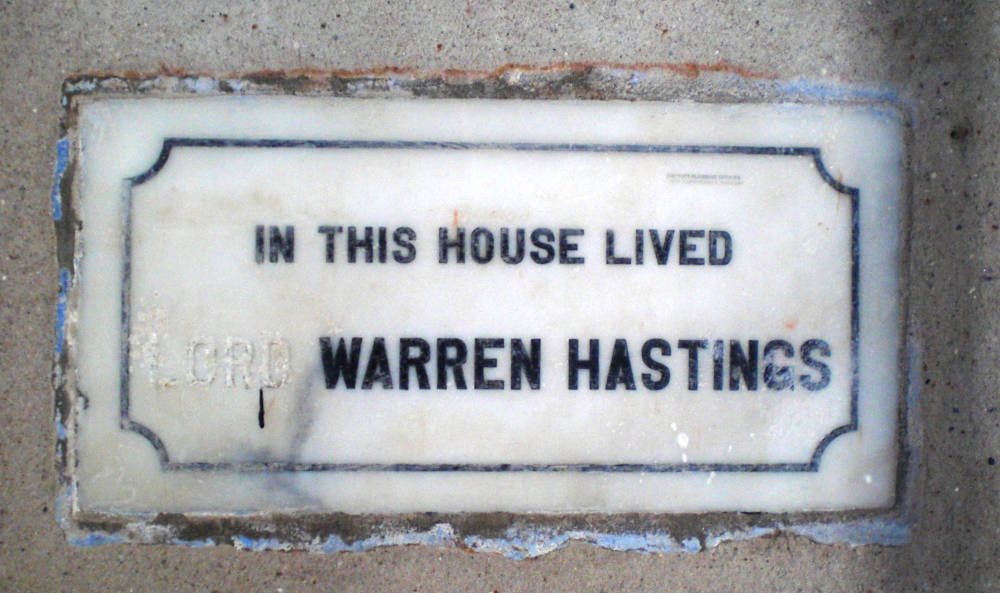 IN THIS HOUSE LIVED
LORD WARREN HASTINGS